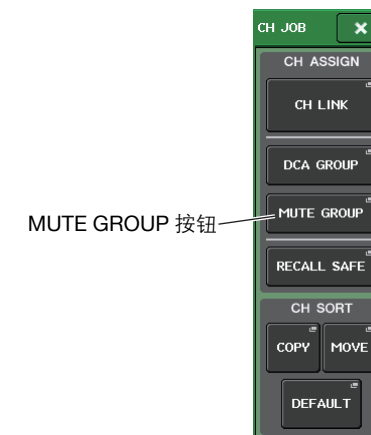 CH JOB ×
CH ASSIGN
CH LINK
DCA GROUP
MUTE GROUP 按钮
MUTE GROUP
RECALL SAFE
CH SORT
COPY MOVE
DEFAULT